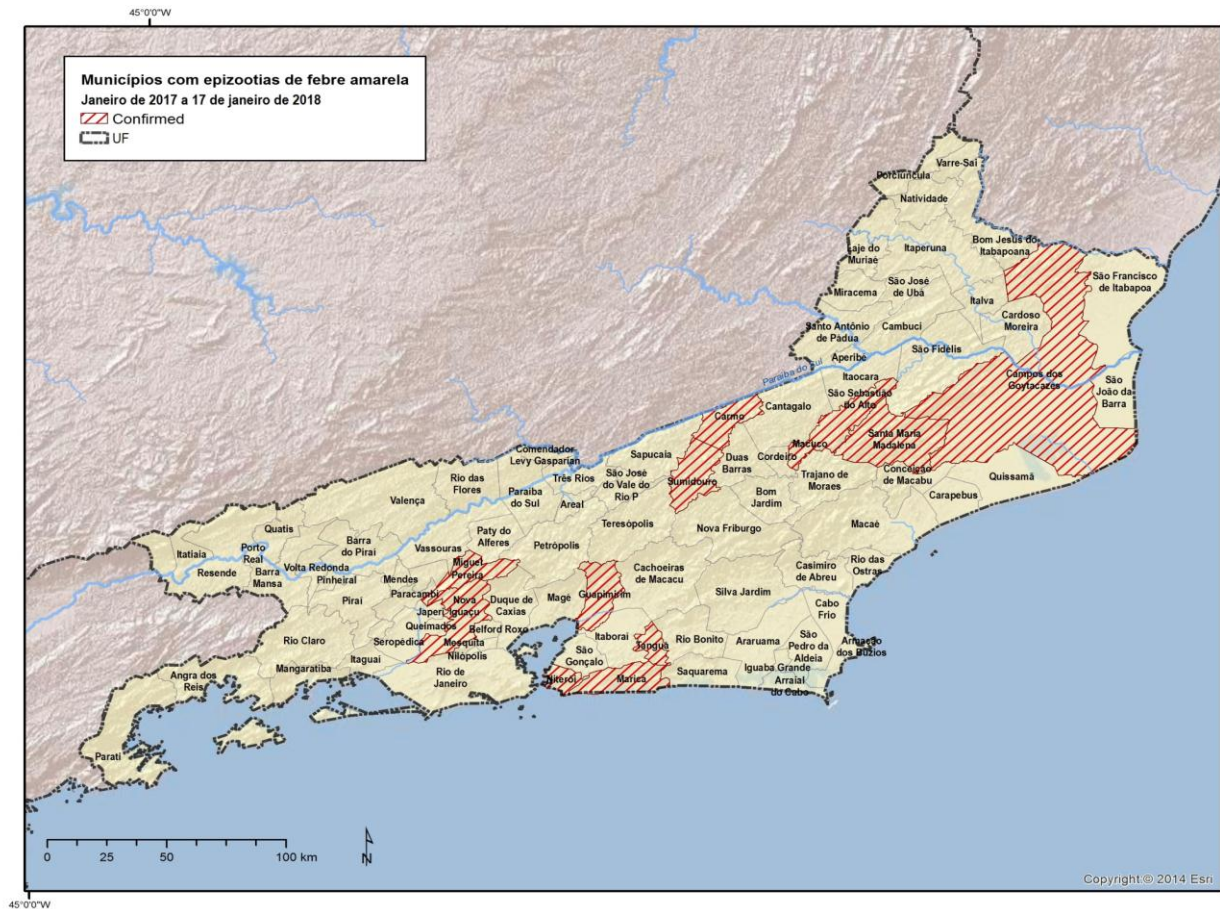 45°0'0"W
Municípios com epizootias de febre amarela
Janeiro de 2017 a 17 de janeiro de 2018
Confirmed
UF
Varre-Sai
Porciúncula
Natividade
Laje do
Muriaé
Itaperuna
Bom Jesus do
Itabapoana
São Francisco
de Itabapoa
São José
de Ubá
Miracema
Italva
Cardoso
Moreira
Santo Antônio
de Pádua
Cambuci
São Fidélis
Aperibé
Paraíba do Sul
Itaocara
Campos dos
Goytacazes
São
João da
Barra
São Sebastião
do Alto
Cantagalo
Carmo
Santa Maria
Madalena
Macuco
Cordeiro
Duas
Barras
Sumidouro
Sapucaia
Comendador
Levy Gasparian
Três Rios
São José
do Vale do
Rio P
Trajano de
Moraes
Conceição
de Macabu
Quissamã
Carapebus
Bom
Jardim
Rio das
Flores
Paraíba
do Sul
Areal
Valença
Teresópolis
Nova Friburgo
Macaé
Quatis
Paty do
Alferes
Petrópolis
Barra
do Piraí
Vassouras
Itatiaia
Porto
Real
Resende
Barra
Mansa
Volta Redonda
Pinheiral
Mendes
Miguel
Pereira
Cachoeiras
de Macacu
Casimiro
de Abreu
Rio das
Ostras
Paracambi
Piraí
Japeri
Nova
Iguaçu
Duque de
Caxias
Magé
Guapimirim
Silva Jardim
Cabo
Frio
Queimados
Belford Roxo
Rio Claro
Seropédica
Mesquita
Nilópolis
Itaboraí
Tanguá
Rio Bonito
Araruama
São
Pedro da
Aldeia
Armação
dos Búzios
Itaguaí
Mangaratiba
São
Gonçalo
Rio de
Janeiro
Niterói
Maricá
Saquarema
Iguaba Grande
Arraial
do Cabo
Angra dos
Reis
Parati
0 25 50 100 km
N
Copyright:© 2014 Esri
45°0'0"W